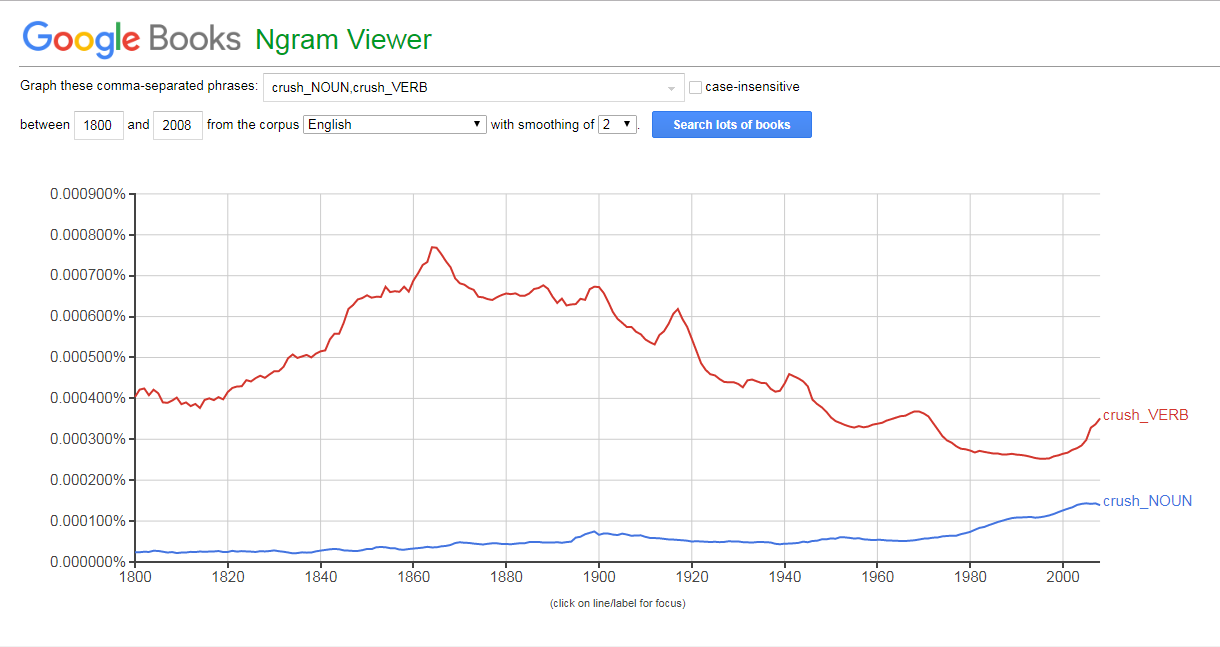 Google Books Ngram Viewer
Graph these comma-separated phrases: crush_NOUN,crush_VERB case-insensitive
between 1800 and 2008 from the corpus English with smoothing of 2 . Search lots of books
0.000900%
0.000800%
0.000700%
0.000600%
0.000500%
0.000400%
crush_VERB
0.000300%
0.000200%
crush_NOUN
0.000100%
0.000000%
1800 1820 1840 1860 1880 1900 1920 1940 1960 1980 2000
(click on line/label for focus)